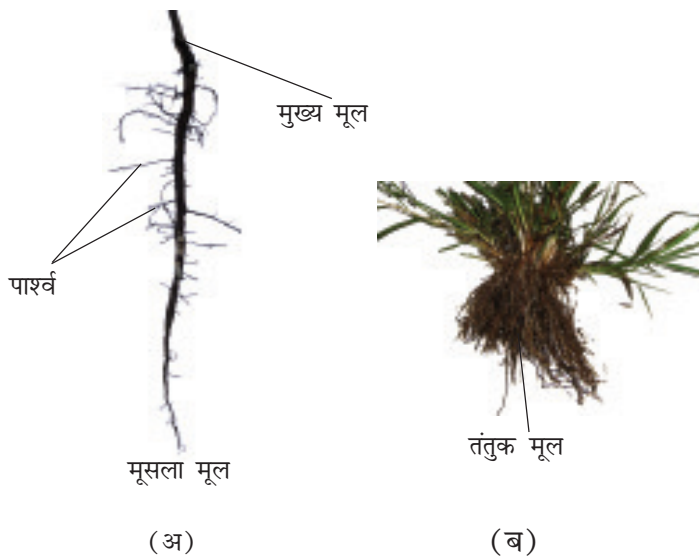 मुख्य मूल
पार्श्व
मूसला मूल
तंतुक मूल
(अ)
(ब)